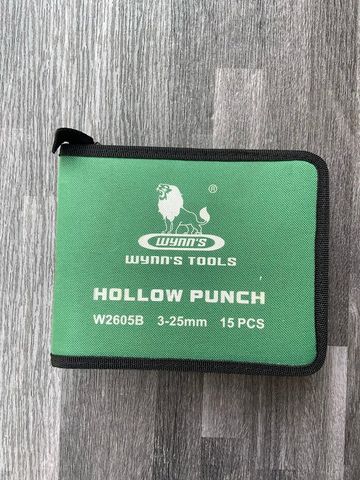 ®
WYNN'S
WYNN'S TOOLS
HOLLOW PUNCH
W2605B 3-25mm 15 PCS